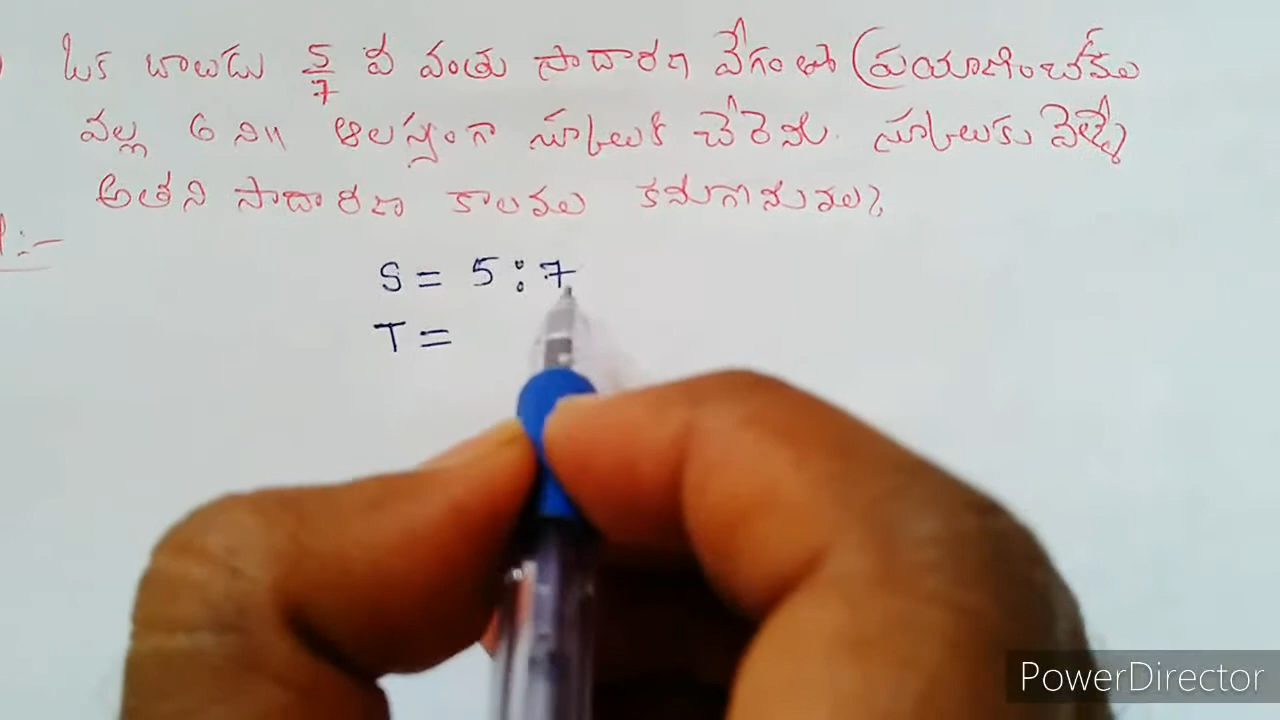 ఒక బాలుడు 5/7 వ వంతు సాదారణ వేగంతో ప్రయాణించడం
వల్ల 6 ని॥ ఆలస్యంగా స్కూలుకి చేరెను. స్కూలుకు వెళ్ళే
అతని సాదారణ కాలము కనుగొనుము?
:-
S = 5 : 7
T =
PowerDirector